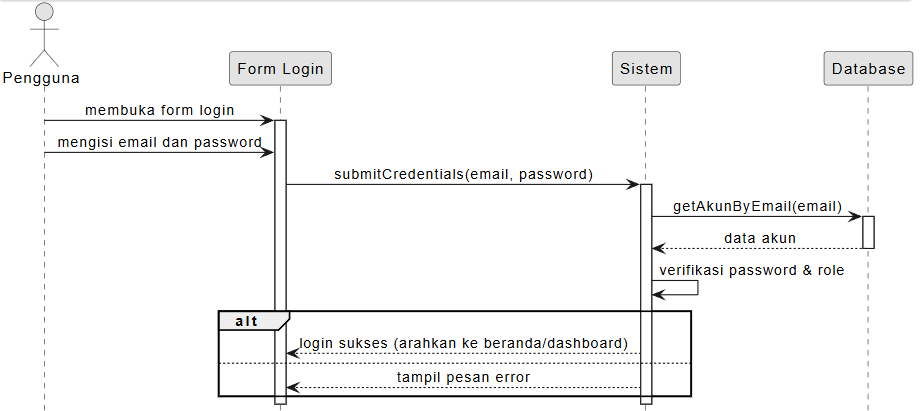 Pengguna
Form Login
Sistem
Database
membuka form login
mengisi email dan password
submitCredentials(email, password)
getAkunByEmail(email)
data akun
verifikasi password & role
alt
login sukses (arahkan ke beranda/dashboard)
tampil pesan error